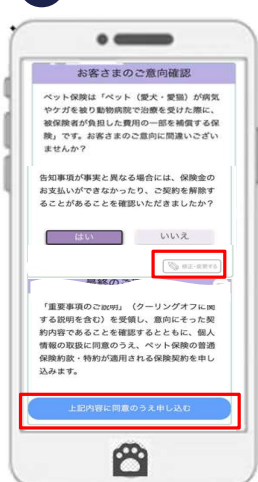 お客さまのご意向確認
ペット保険は「ペット（愛犬・愛猫）が病気
やケガを被り動物病院で治療を受けた際に、
被保険者が負担した費用の一部を補償する保
険」です。お客さまのご意向に間違いござい
ませんか？
告知事項が事実と異なる場合には、保険金の
お支払いができなかったり、ご契約を解除す
ることがあることを確認いただきましたか？
はい いいえ
修正・変更する
「重要事項のご説明」（クーリングオフに関
する説明を含む）を受領し、意向にそった契
約内容であることを確認するとともに、個人
情報の取扱に同意のうえ、ペット保険の普通
保険約款・特約が適用される保険契約を申し
込みます。
上記内容に同意のうえ申し込む